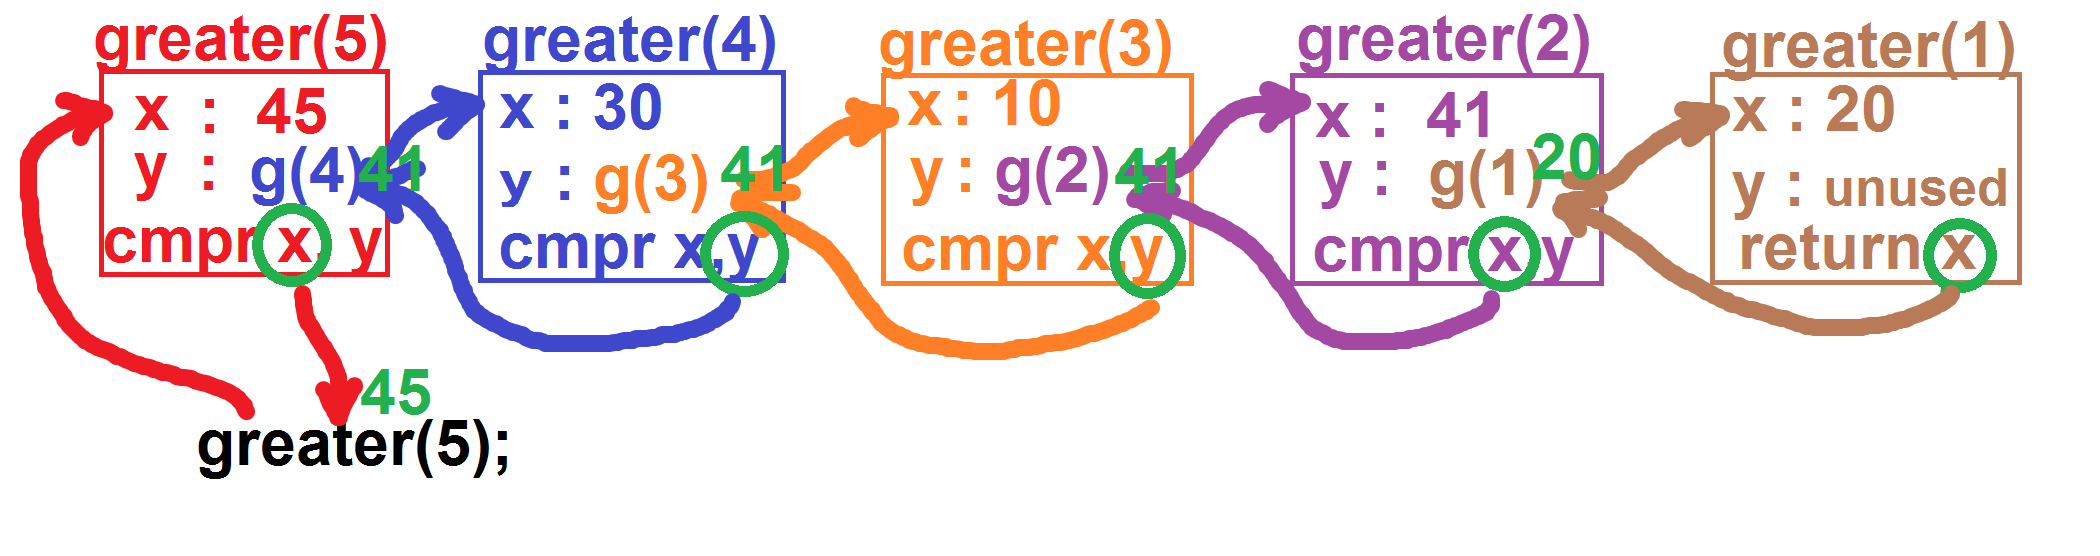 greater(5)
x : 45
y : g(4) 41
cmpr x, y
greater(4)
x : 30
y : g(3) 41
cmpr x,y
greater(3)
x : 10
y : g(2) 41
cmpr x,y
greater(2)
x : 41
y : g(1) 20
cmpr x,y
greater(1)
x : 20
y : unused
return x
45
greater(5);